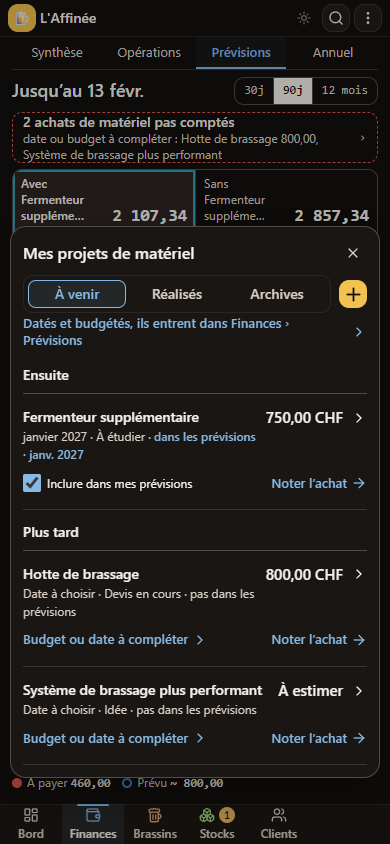 L'Affinée
Synthèse
Opérations
Prévisions
Annuel
Jusqu'au 13 févr.
30j
90j
12 mois
2 achats de matériel pas comptés
date ou budget à compléter : Hotte de brassage 800,00,
Système de brassage plus performant
Avec
Fermenteur
suppléme...
2 107,34
Sans
Fermenteur
suppléme...
2 857,34
Mes projets de matériel
À venir
Réalisés
Archives
Datés et budgétés, ils entrent dans Finances ›
Prévisions
Ensuite
Fermenteur supplémentaire
750,00 CHF
janvier 2027 · À étudier · dans les prévisions
· janv. 2027
Inclure dans mes prévisions
Noter l'achat
Plus tard
Hotte de brassage
800,00 CHF
Date à choisir · Devis en cours · pas dans les
prévisions
Budget ou date à compléter
Noter l'achat
Système de brassage plus performant
À estimer
Date à choisir · Idée · pas dans les prévisions
Budget ou date à compléter
Noter l'achat
À payer 460,00
Prévu ~ 800,00
Bord
Finances
Brassins
Stocks
1
Clients